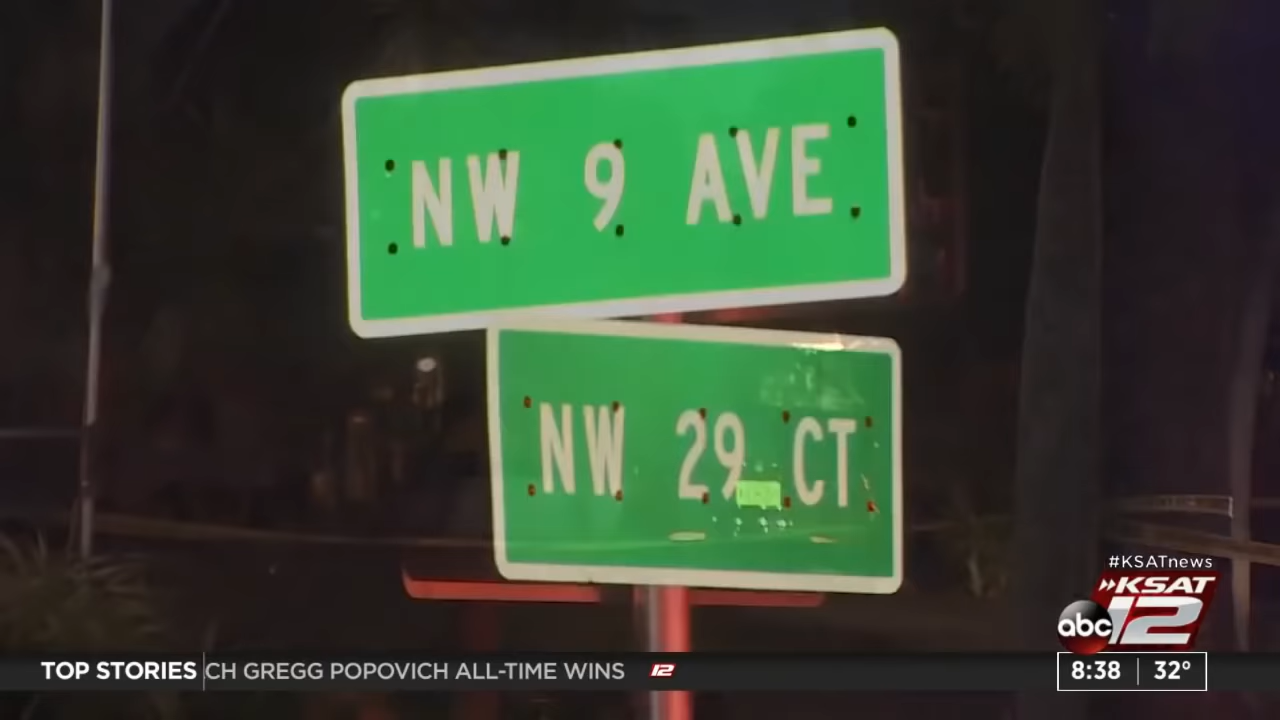 NW 9 AVE
NW 29 CT
#KSATnews
KSAT
abc 12
TOP STORIES CH GREGG POPOVICH ALL-TIME WINS 12
8:38 32°